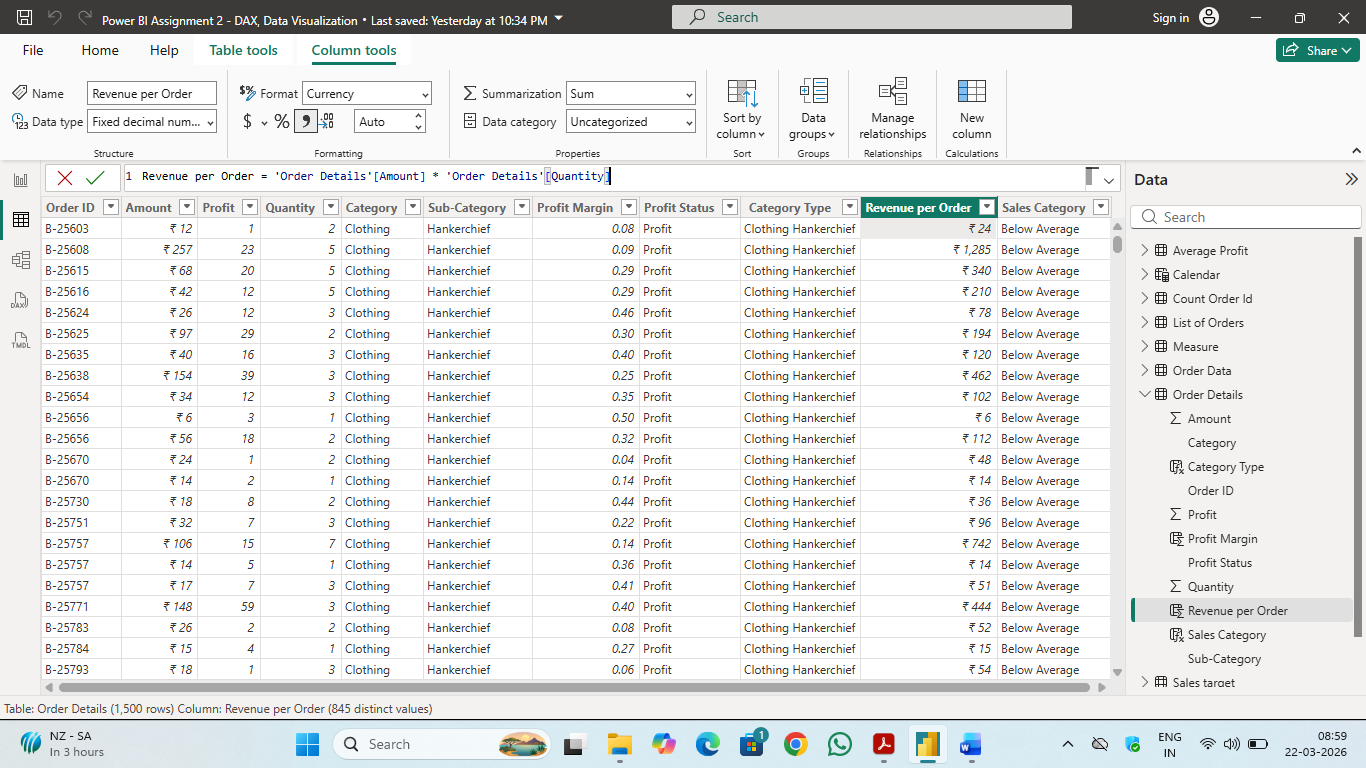 Power BI Assignment 2 - DAX, Data Visualization • Last saved: Yesterday at 10:34 PM
Search
Sign in
File Home Help Table tools Column tools
Share
Name Revenue per Order
Data type Fixed decimal num...
Structure
$% Format Currency
$ % 9 .00 Auto
Formatting
Summarization Sum
Data category Uncategorized
Properties
Sort by column
Sort
Data groups
Groups
Manage relationships
Relationships
New column
Calculations
1 Revenue per Order = 'Order Details'[Amount] * 'Order Details'[Quantity]
Order ID Amount Profit Quantity Category Sub-Category Profit Margin Profit Status Category Type Revenue per Order Sales Category
B-25603 ₹ 12 1 2 Clothing Hankerchief 0.08 Profit Clothing Hankerchief ₹ 24 Below Average
B-25608 ₹ 257 23 5 Clothing Hankerchief 0.09 Profit Clothing Hankerchief ₹ 1,285 Below Average
B-25615 ₹ 68 20 5 Clothing Hankerchief 0.29 Profit Clothing Hankerchief ₹ 340 Below Average
B-25616 ₹ 42 12 5 Clothing Hankerchief 0.29 Profit Clothing Hankerchief ₹ 210 Below Average
B-25624 ₹ 26 12 3 Clothing Hankerchief 0.46 Profit Clothing Hankerchief ₹ 78 Below Average
B-25625 ₹ 97 29 2 Clothing Hankerchief 0.30 Profit Clothing Hankerchief ₹ 194 Below Average
B-25635 ₹ 40 16 3 Clothing Hankerchief 0.40 Profit Clothing Hankerchief ₹ 120 Below Average
B-25638 ₹ 154 39 3 Clothing Hankerchief 0.25 Profit Clothing Hankerchief ₹ 462 Below Average
B-25654 ₹ 34 12 3 Clothing Hankerchief 0.35 Profit Clothing Hankerchief ₹ 102 Below Average
B-25656 ₹ 6 3 1 Clothing Hankerchief 0.50 Profit Clothing Hankerchief ₹ 6 Below Average
B-25656 ₹ 56 18 2 Clothing Hankerchief 0.32 Profit Clothing Hankerchief ₹ 112 Below Average
B-25670 ₹ 24 1 2 Clothing Hankerchief 0.04 Profit Clothing Hankerchief ₹ 48 Below Average
B-25670 ₹ 14 2 1 Clothing Hankerchief 0.14 Profit Clothing Hankerchief ₹ 14 Below Average
B-25730 ₹ 18 8 2 Clothing Hankerchief 0.44 Profit Clothing Hankerchief ₹ 36 Below Average
B-25751 ₹ 32 7 3 Clothing Hankerchief 0.22 Profit Clothing Hankerchief ₹ 96 Below Average
B-25757 ₹ 106 15 7 Clothing Hankerchief 0.14 Profit Clothing Hankerchief ₹ 742 Below Average
B-25757 ₹ 14 5 1 Clothing Hankerchief 0.36 Profit Clothing Hankerchief ₹ 14 Below Average
B-25757 ₹ 17 7 3 Clothing Hankerchief 0.41 Profit Clothing Hankerchief ₹ 51 Below Average
B-25771 ₹ 148 59 3 Clothing Hankerchief 0.40 Profit Clothing Hankerchief ₹ 444 Below Average
B-25783 ₹ 26 2 2 Clothing Hankerchief 0.08 Profit Clothing Hankerchief ₹ 52 Below Average
B-25784 ₹ 15 4 1 Clothing Hankerchief 0.27 Profit Clothing Hankerchief ₹ 15 Below Average
B-25793 ₹ 18 1 3 Clothing Hankerchief 0.06 Profit Clothing Hankerchief ₹ 54 Below Average
DAX
TMDL
Data
Search
Average Profit
Calendar
Count Order Id
List of Orders
Measure
Order Data
Order Details
Amount
Category
Category Type
Order ID
Profit
Profit Margin
Profit Status
Quantity
Revenue per Order
Sales Category
Sub-Category
Sales target
Table: Order Details (1,500 rows) Column: Revenue per Order (845 distinct values)
NZ - SA
In 3 hours
Search
1
ENG
IN
08:59
22-03-2026